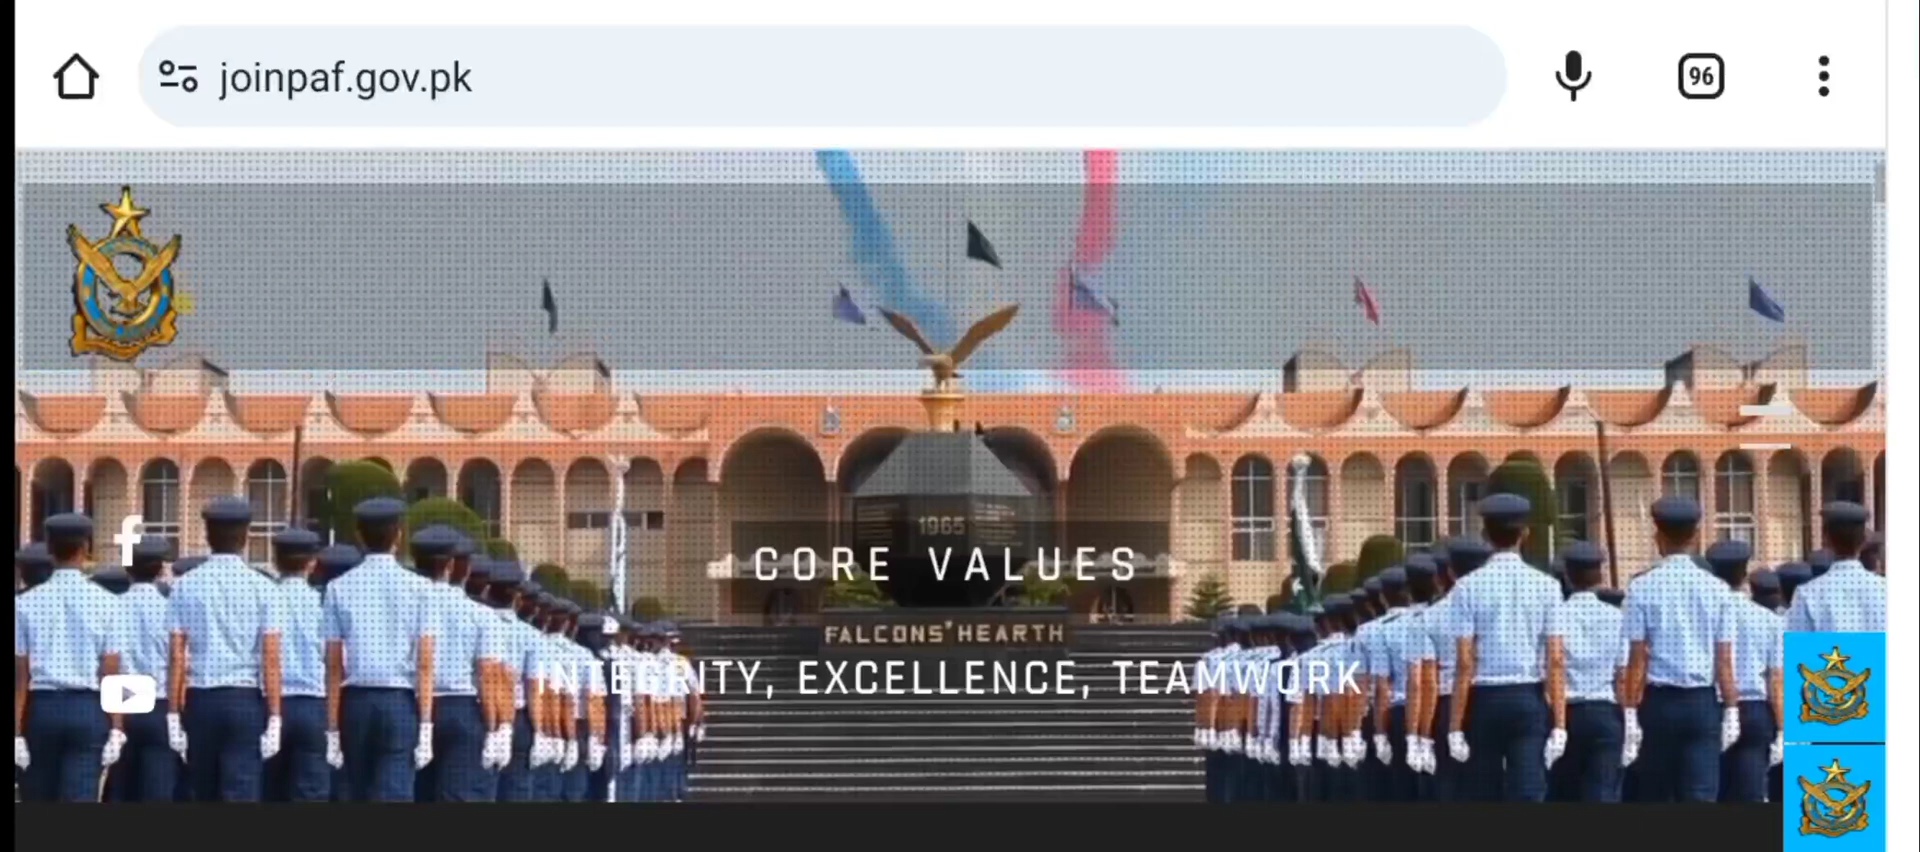 joinpaf.gov.pk
96
1965
CORE VALUES
FALCONS' HEARTH
INTEGRITY, EXCELLENCE, TEAMWORK